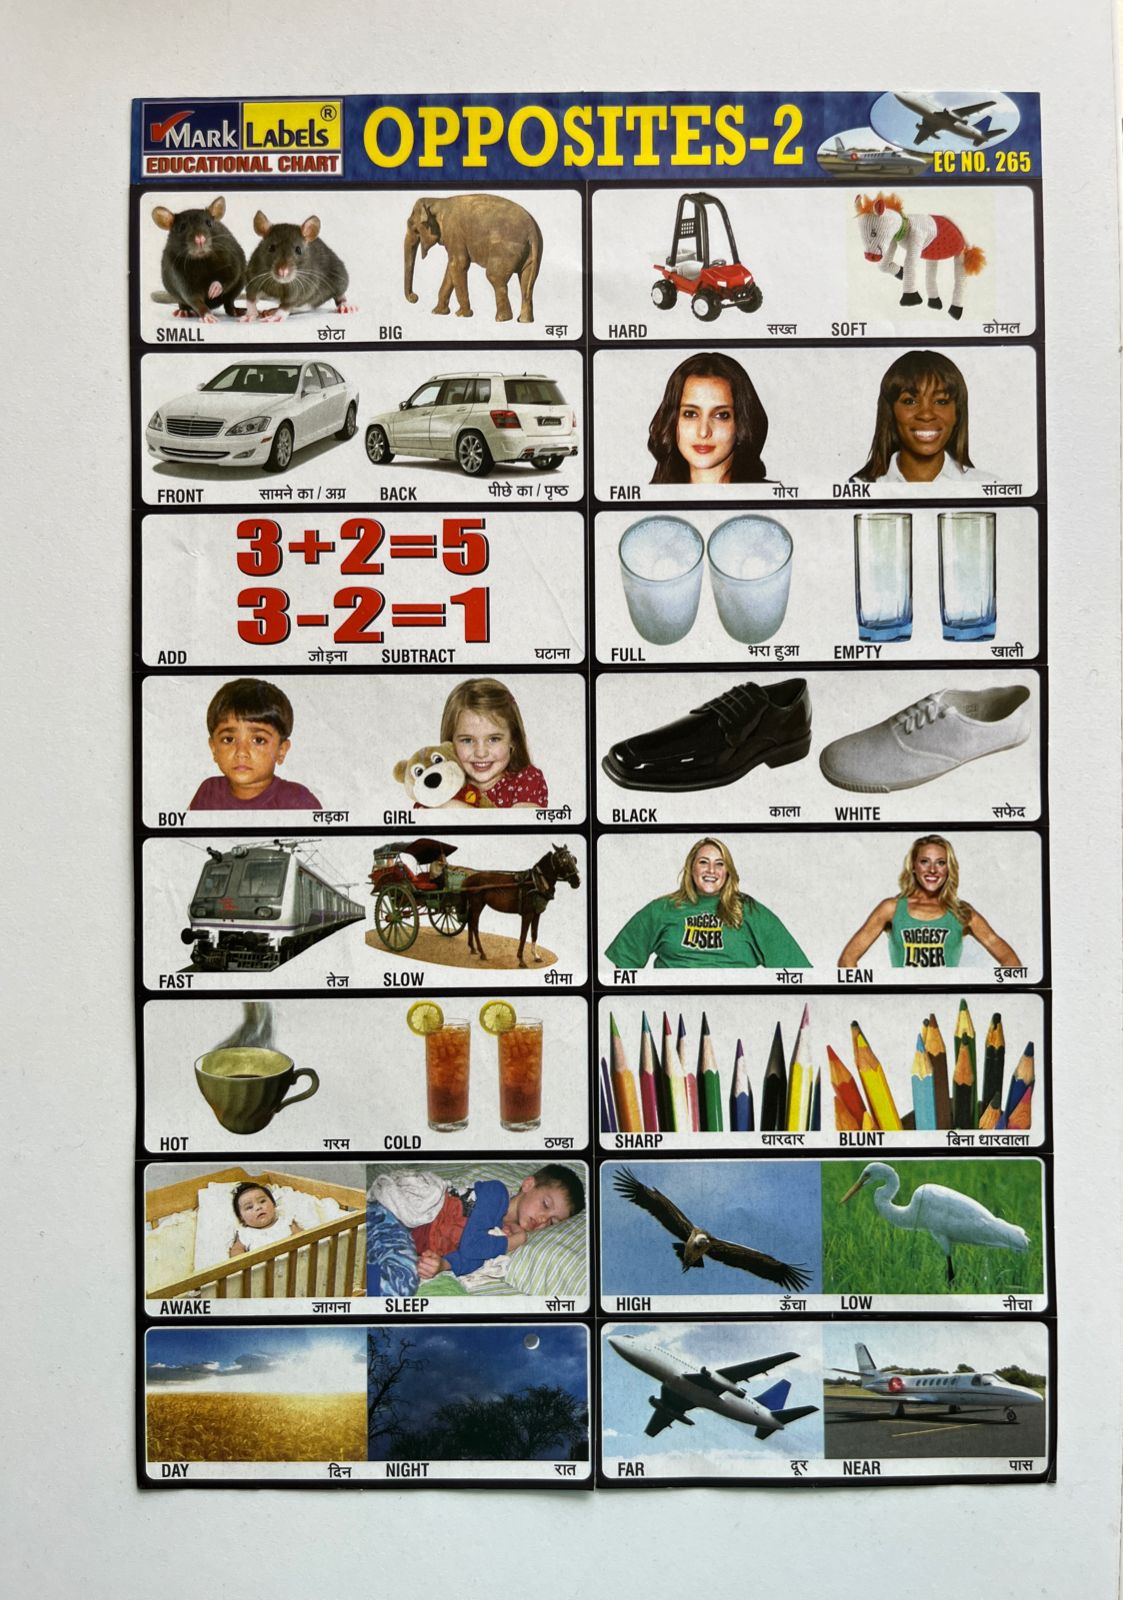 Mark Labels ®
EDUCATIONAL CHART
OPPOSITES-2
EC NO. 265
SMALL छोटा BIG बड़ा
HARD सख्त SOFT कोमल
FRONT सामने का / अग्र BACK पीछे का / पृष्ठ
FAIR गोरा DARK सांवला
3+2=5
3-2=1
ADD जोड़ना SUBTRACT घटाना
FULL भरा हुआ EMPTY खाली
BOY लड़का GIRL लड़की
BLACK काला WHITE सफेद
FAST तेज SLOW धीमा
BIGGEST
LOSER
BIGGEST
LOSER
FAT मोटा LEAN दुबला
HOT गरम COLD ठण्डा
SHARP धारदार BLUNT बिना धारवाला
AWAKE जागना SLEEP सोना
HIGH ऊँचा LOW नीचा
DAY दिन NIGHT रात
FAR दूर NEAR पास